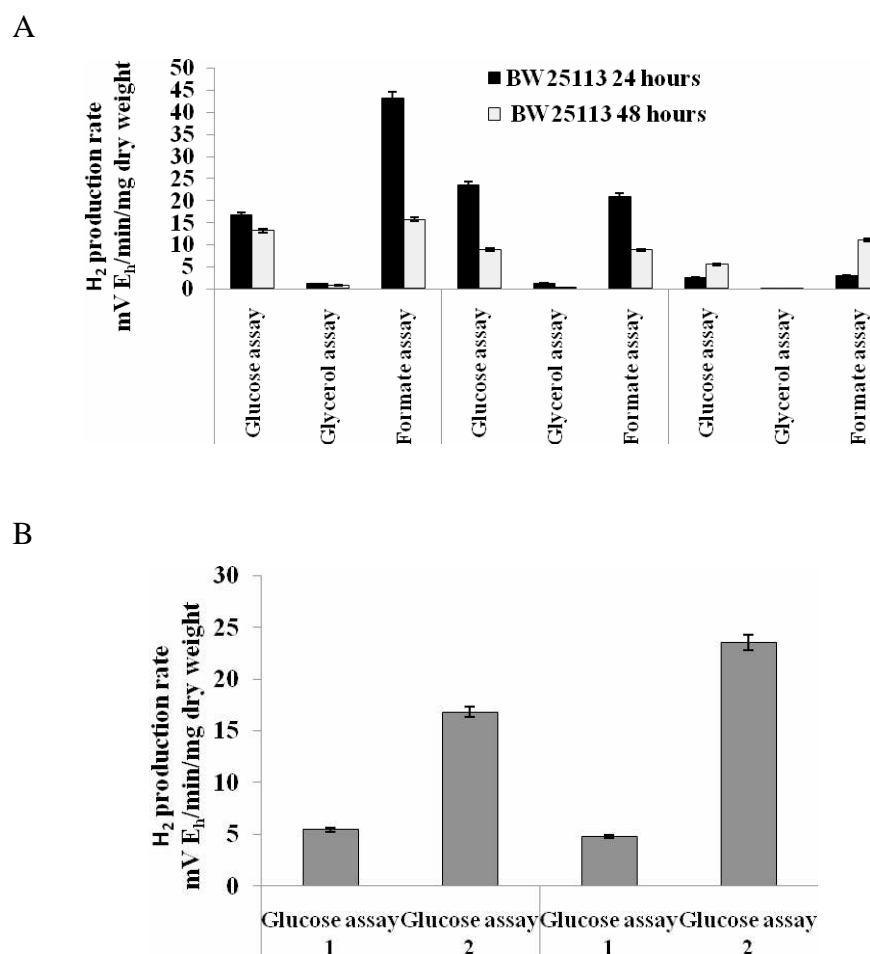 A
H₂ production rate
mV Eₕ/min/mg dry weight
50
45
40
35
30
25
20
15
10
5
0
BW25113 24 hours
BW25113 48 hours
Glucose assay
Glycerol assay
Formate assay
Glucose assay
Glycerol assay
Formate assay
Glucose assay
Glycerol assay
Formate assay
B
H₂ production rate
mV Eₕ/min/mg dry weight
30
25
20
15
10
5
0
Glucose assay
1
Glucose assay
2
Glucose assay
1
Glucose assay
2